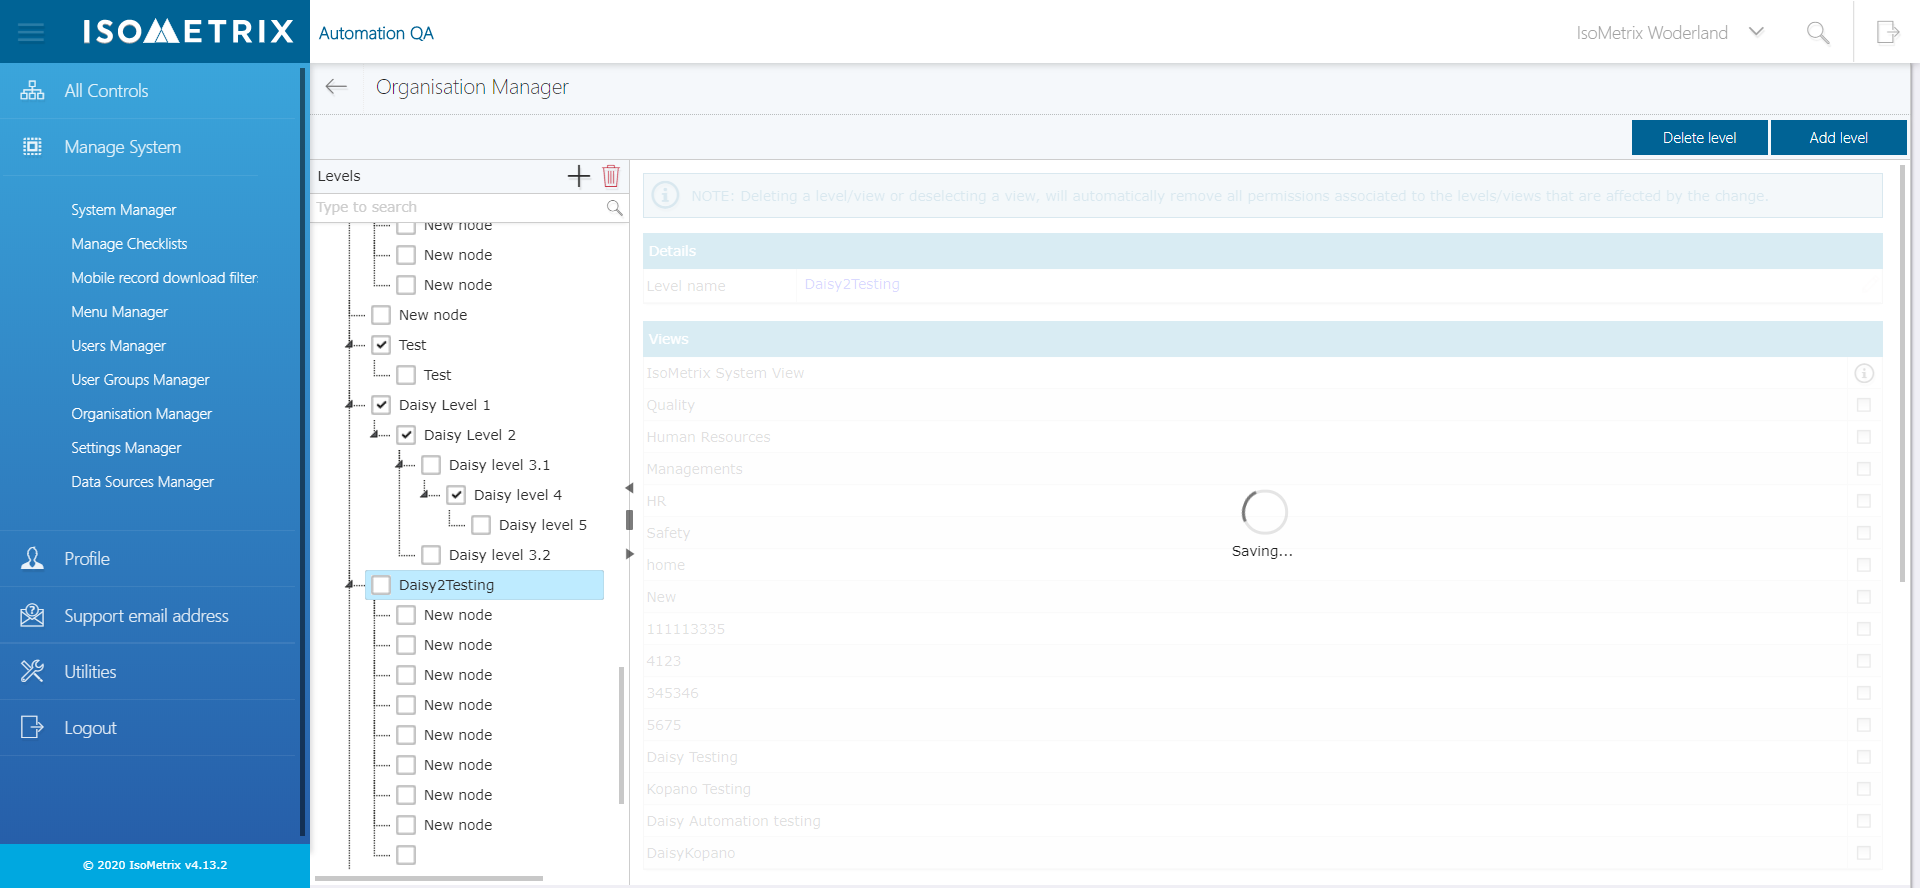 ISOMETRIX
Automation QA
IsoMetrix Woderland
All Controls
Manage System
System Manager
Manage Checklists
Mobile record download filter
Menu Manager
Users Manager
User Groups Manager
Organisation Manager
Settings Manager
Data Sources Manager
Profile
Support email address
Utilities
Logout
© 2020 IsoMetrix v4.13.2
Organisation Manager
Delete level
Add level
Levels
Type to search
New node
New node
New node
New node
Test
Test
Daisy Level 1
Daisy Level 2
Daisy level 3.1
Daisy level 4
Daisy level 5
Daisy level 3.2
Daisy2Testing
New node
New node
New node
New node
New node
New node
New node
New node
NOTE: Deleting a level/view or deselecting a view, will automatically remove all permissions associated to the levels/views that are affected by the change.
Details
Level name
Daisy2Testing
Views
IsoMetrix System View
Quality
Human Resources
Managements
HR
Safety
home
New
111113335
4123
345346
5675
Daisy Testing
Kopano Testing
Daisy Automation testing
DaisyKopano
Saving...